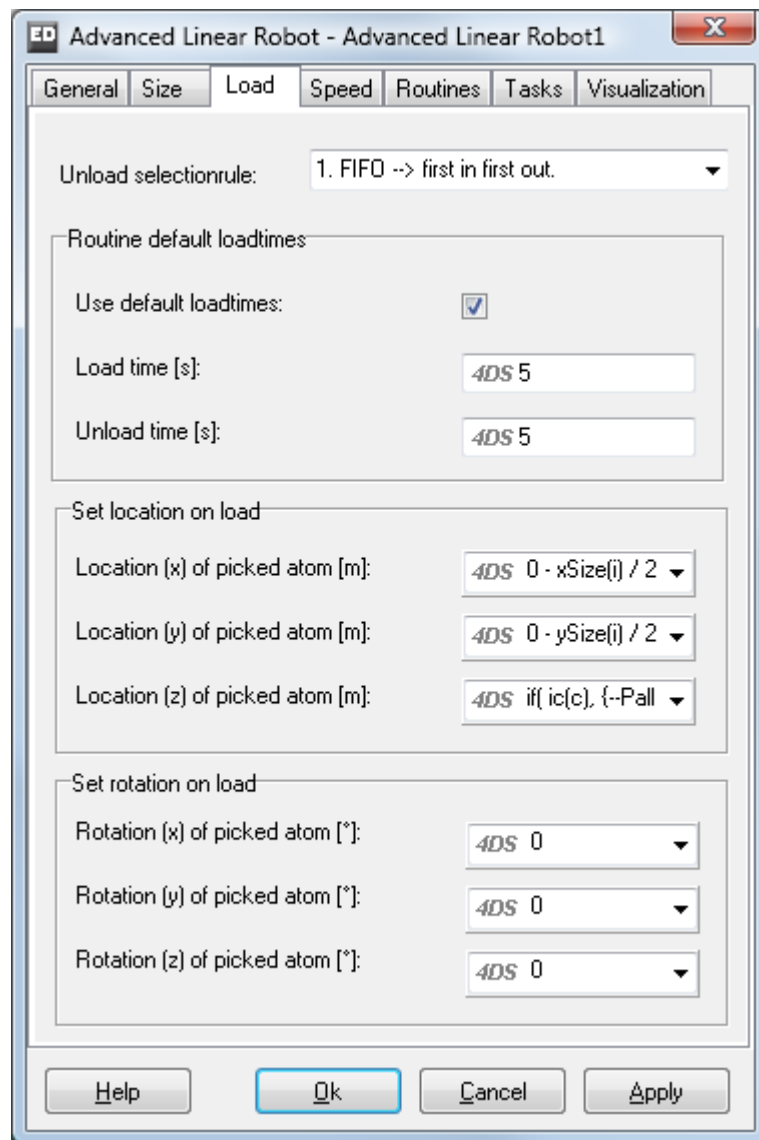 ED Advanced Linear Robot - Advanced Linear Robot1 X
General Size Load Speed Routines Tasks Visualization
Unload selectionrule: 1. FIFO --> first in first out.
Routine default loadtimes
Use default loadtimes:
Load time [s]: 4DS 5
Unload time [s]: 4DS 5
Set location on load
Location (x) of picked atom [m]: 4DS 0 - xSize(i) / 2
Location (y) of picked atom [m]: 4DS 0 - ySize(i) / 2
Location (z) of picked atom [m]: 4DS if( ic(c), {--Pall
Set rotation on load
Rotation (x) of picked atom [°]: 4DS 0
Rotation (y) of picked atom [°]: 4DS 0
Rotation (z) of picked atom [°]: 4DS 0
Help Ok Cancel Apply